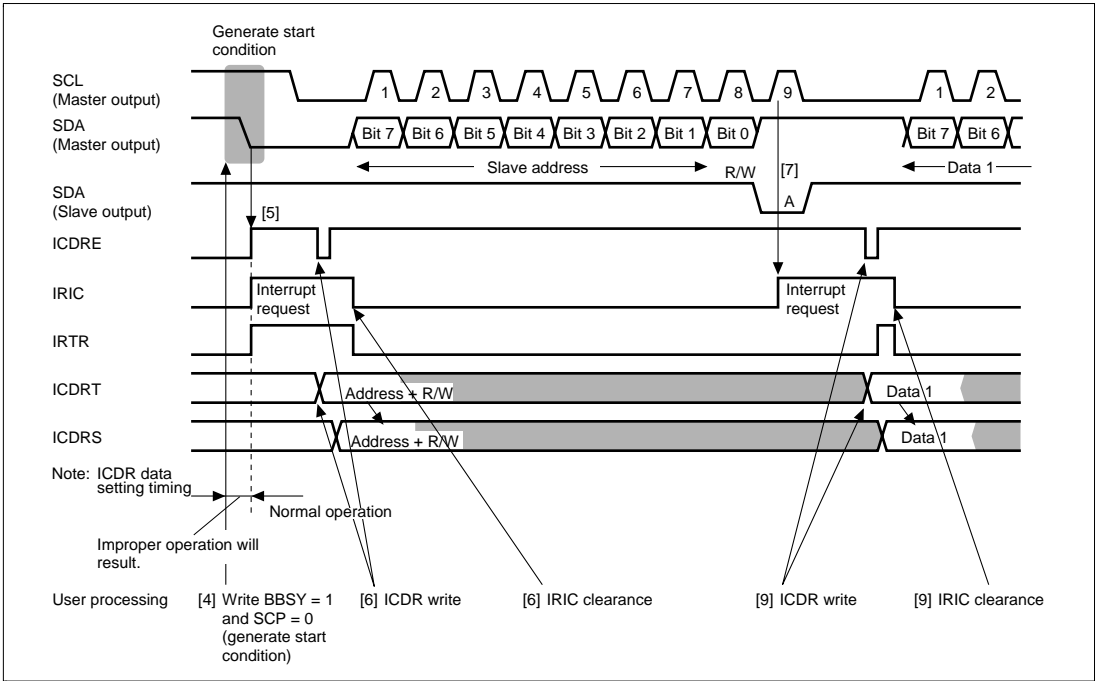 Generate start
condition
SCL
(Master output)
1 2 3 4 5 6 7 8 9 1 2
SDA
(Master output)
Bit 7 Bit 6 Bit 5 Bit 4 Bit 3 Bit 2 Bit 1 Bit 0 Bit 7 Bit 6
Slave address R/W [7] Data 1
SDA
(Slave output)
A
[5]
ICDRE
IRIC
Interrupt
request
Interrupt
request
IRTR
ICDRT
Address + R/W Data 1
ICDRS
Address + R/W Data 1
Note: ICDR data
setting timing
Normal operation
Improper operation will
result.
User processing [4] Write BBSY = 1
and SCP = 0
(generate start
condition)
[6] ICDR write [6] IRIC clearance [9] ICDR write [9] IRIC clearance